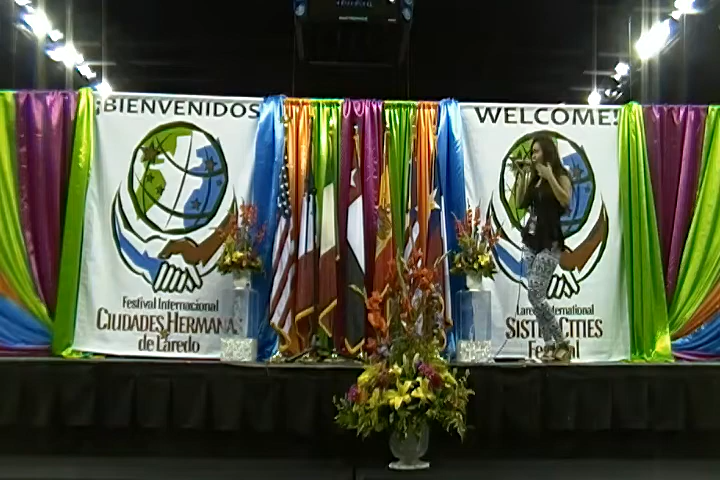 ¡BIENVENIDOS
Festival Internacional
CIUDADES HERMANAS
de Laredo
WELCOME!
Laredo International
SISTER CITIES
Festival